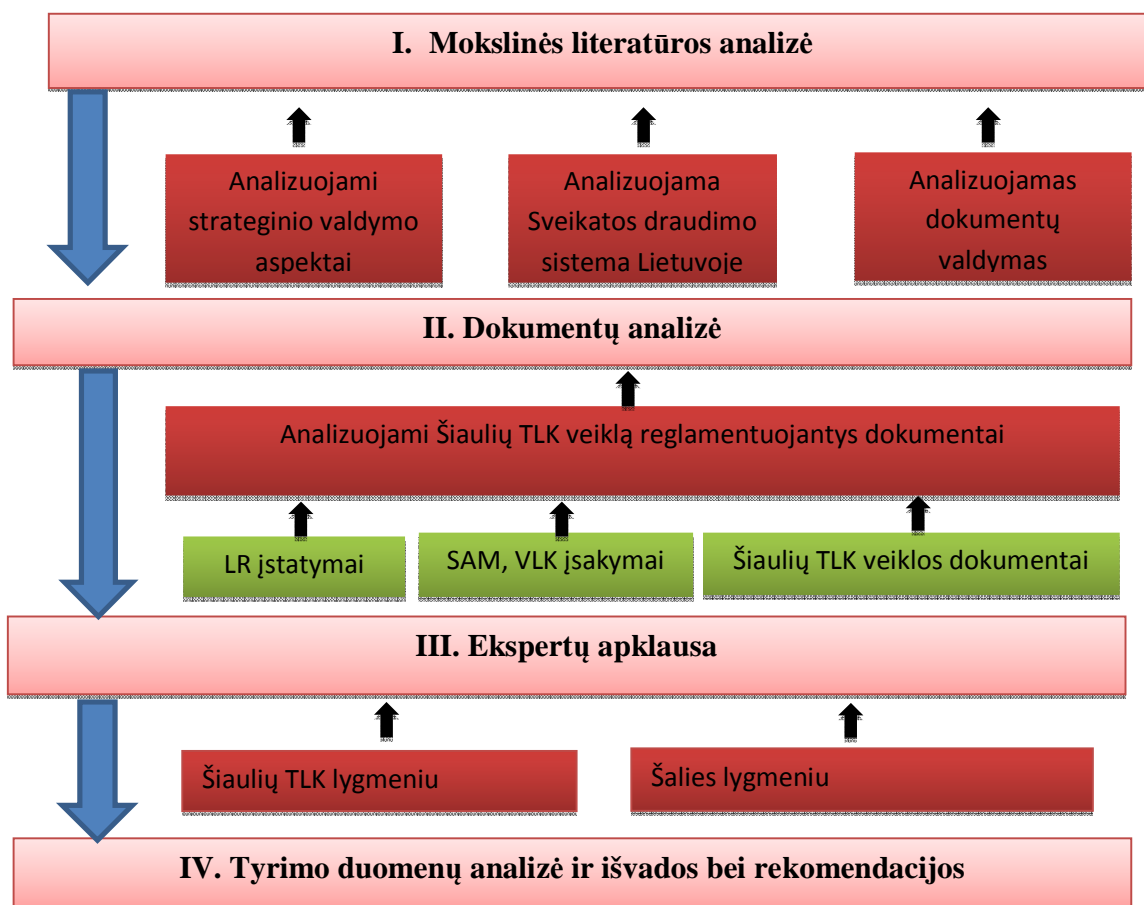 I. Mokslinės literatūros analizė
Analizuojami
strateginio valdymo
aspektai
Analizuojama
Sveikatos draudimo
sistema Lietuvoje
Analizuojamas
dokumentų
valdymas
II. Dokumentų analizė
Analizuojami Šiaulių TLK veiklą reglamentuojantys dokumentai
LR įstatymai
SAM, VLK įsakymai
Šiaulių TLK veiklos dokumentai
III. Ekspertų apklausa
Šiaulių TLK lygmeniu
Šalies lygmeniu
IV. Tyrimo duomenų analizė ir išvados bei rekomendacijos